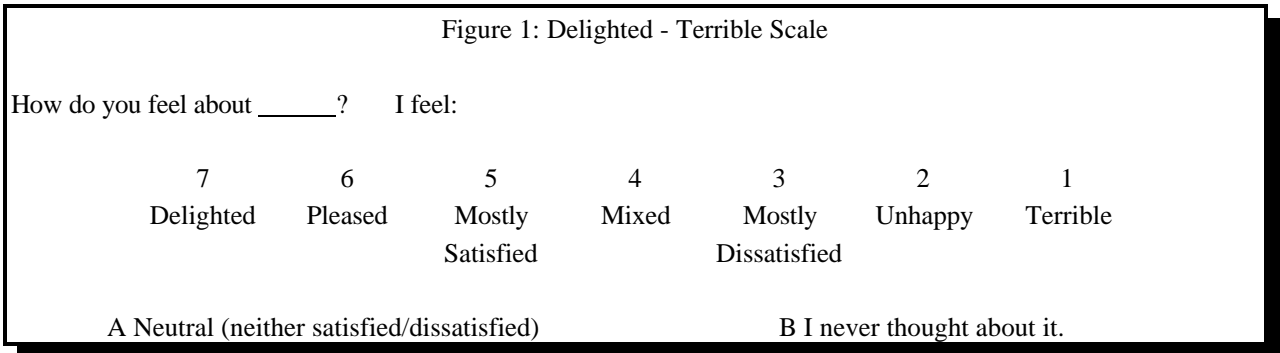 Figure 1: Delighted - Terrible Scale
How do you feel about ______? I feel:
7 6 5 4 3 2 1
Delighted Pleased Mostly Mixed Mostly Unhappy Terrible
Satisfied Dissatisfied
A Neutral (neither satisfied/dissatisfied) B I never thought about it.